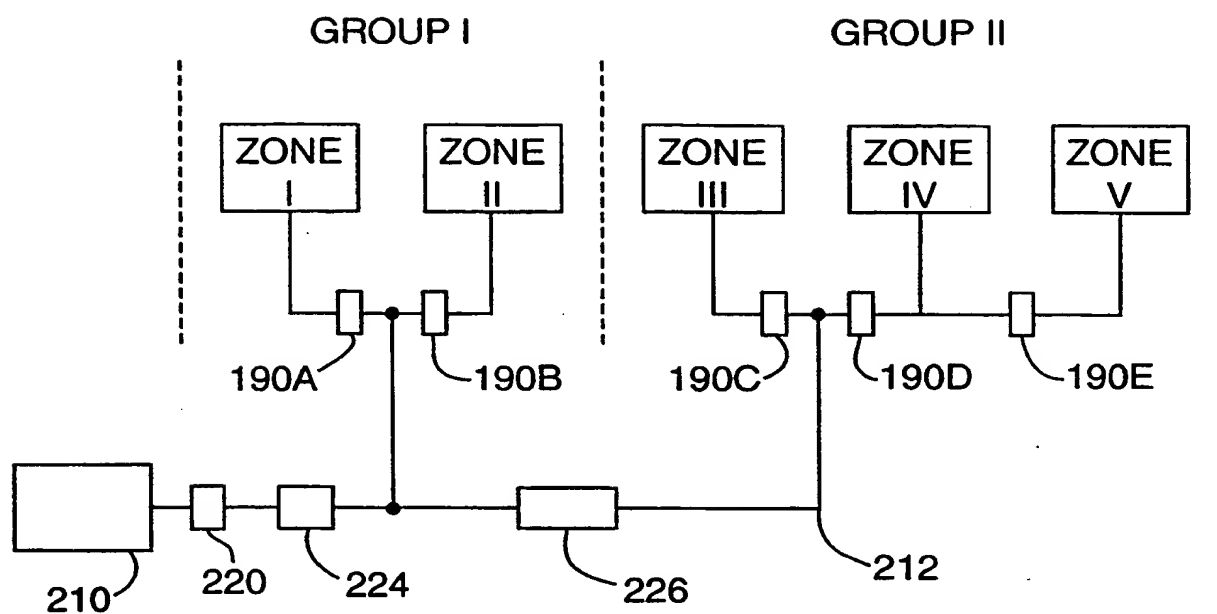 GROUP I
GROUP II
ZONE
I
ZONE
II
ZONE
III
ZONE
IV
ZONE
V
190A
190B
190C
190D
190E
210
220
224
226
212